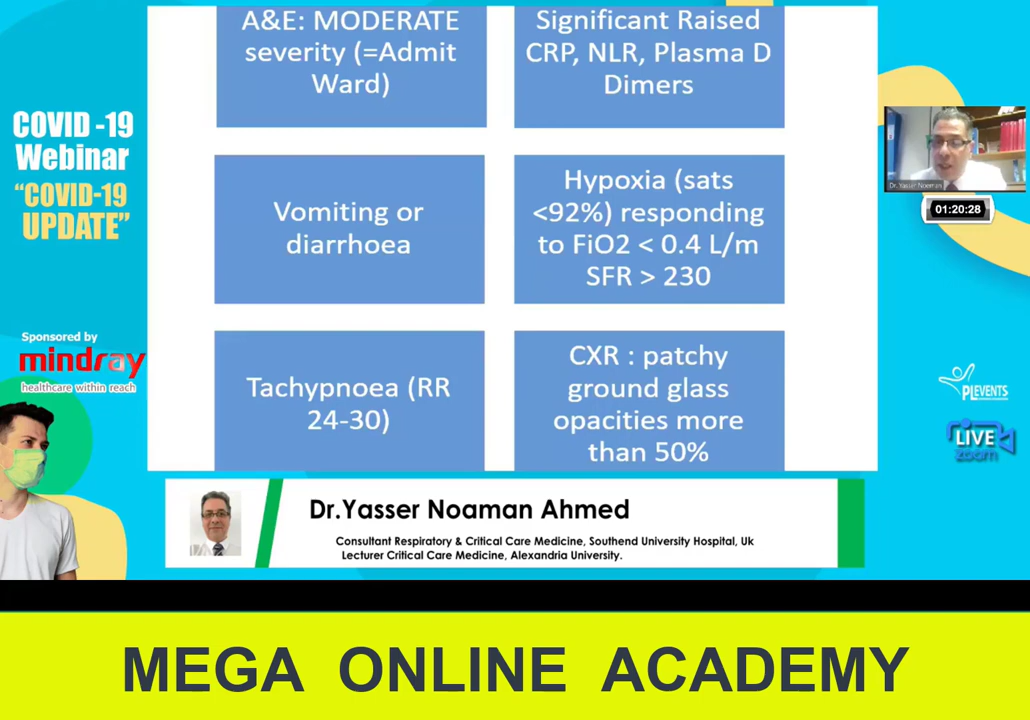 A&E: MODERATE
severity (=Admit
Ward)
Significant Raised
CRP, NLR, Plasma D
Dimers
Vomiting or
diarrhoea
Hypoxia (sats
<92%) responding
to FiO2 < 0.4 L/m
SFR > 230
Tachypnoea (RR
24-30)
CXR : patchy
ground glass
opacities more
than 50%
COVID -19
Webinar
"COVID-19
UPDATE"
Sponsored by
mindray
healthcare within reach
Dr. Yasser Noaman
01:20:28
PLEVENTS
LIVE
zoom
Dr.Yasser Noaman Ahmed
Consultant Respiratory & Critical Care Medicine, Southend University Hospital, Uk
Lecturer Critical Care Medicine, Alexandria University.
MEGA ONLINE ACADEMY